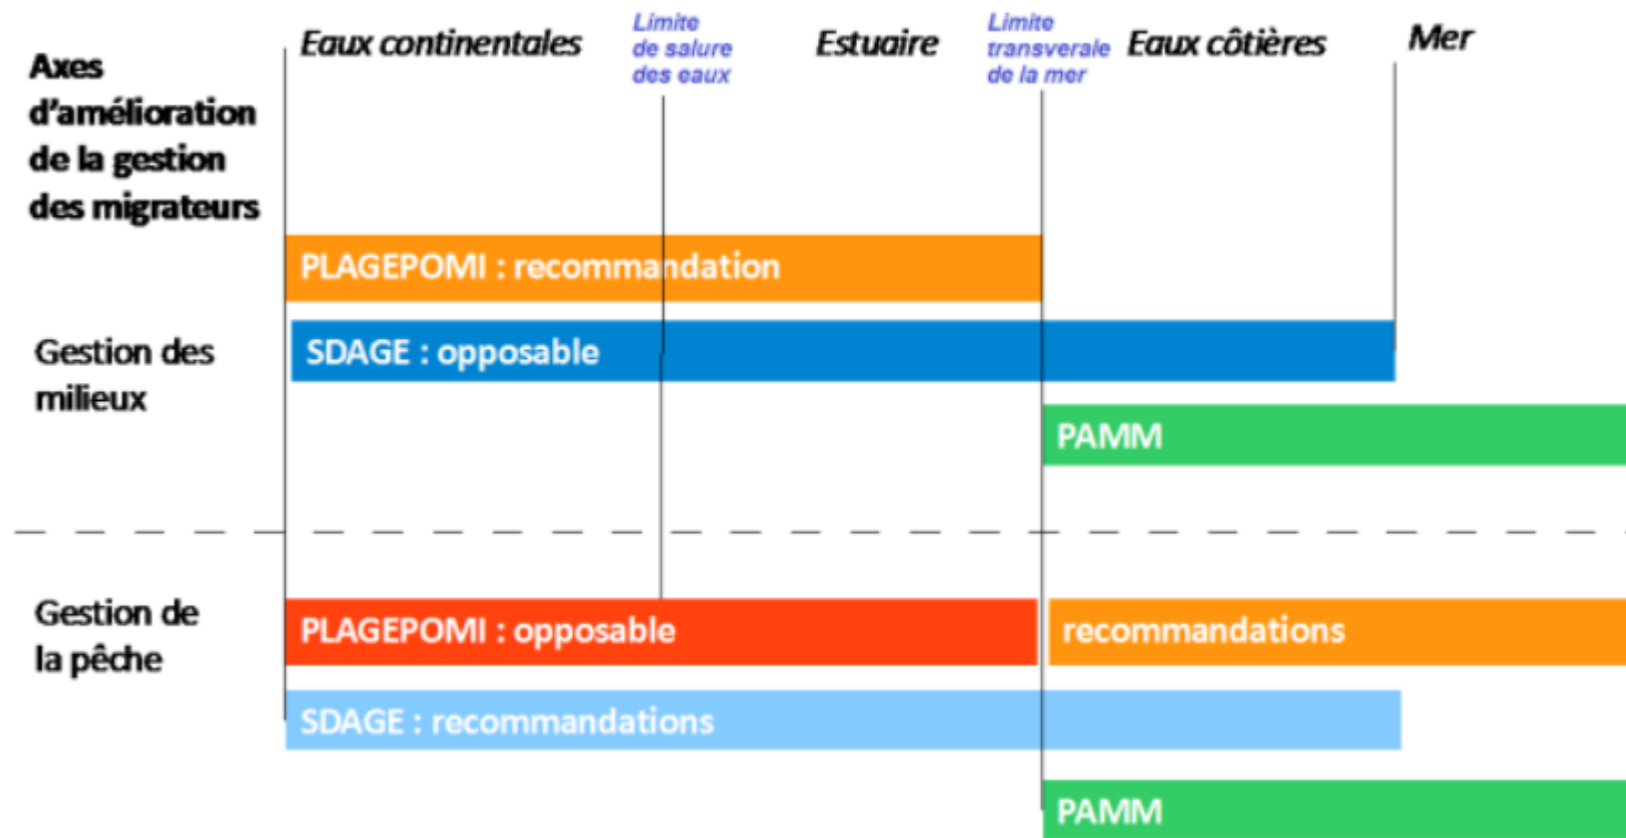 Axes
d'amélioration
de la gestion
des migrateurs
Eaux continentales
Limite
de salure
des eaux
Estuaire
Limite
transverale
de la mer
Eaux côtières
Mer
Gestion des
milieux
PLAGEPOMI : recommandation
SDAGE : opposable
PAMM
Gestion de
la pêche
PLAGEPOMI : opposable
recommandations
SDAGE : recommandations
PAMM